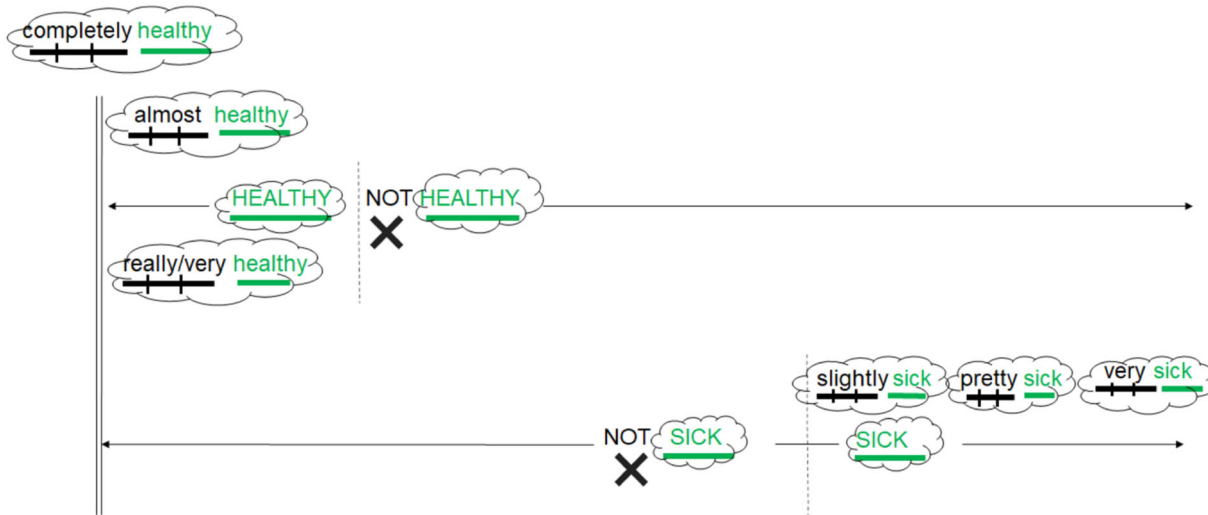 completely healthy
almost healthy
HEALTHY NOT HEALTHY
really/very healthy
slightly sick pretty sick very sick
NOT SICK SICK